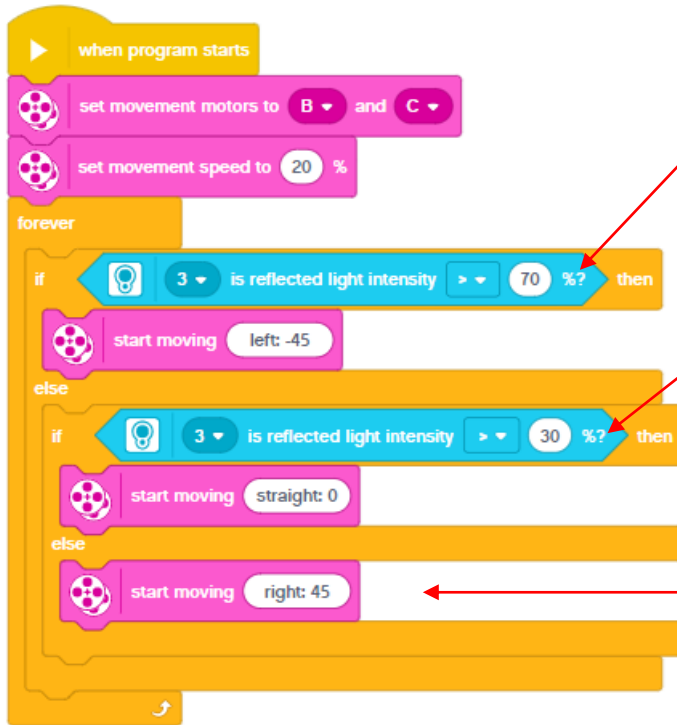 when program starts
set movement motors to B and C
set movement speed to 20 %
forever
if 3 is reflected light intensity > 70 %? then
start moving left: -45
else
if 3 is reflected light intensity > 30 %? then
start moving straight: 0
else
start moving right: 45